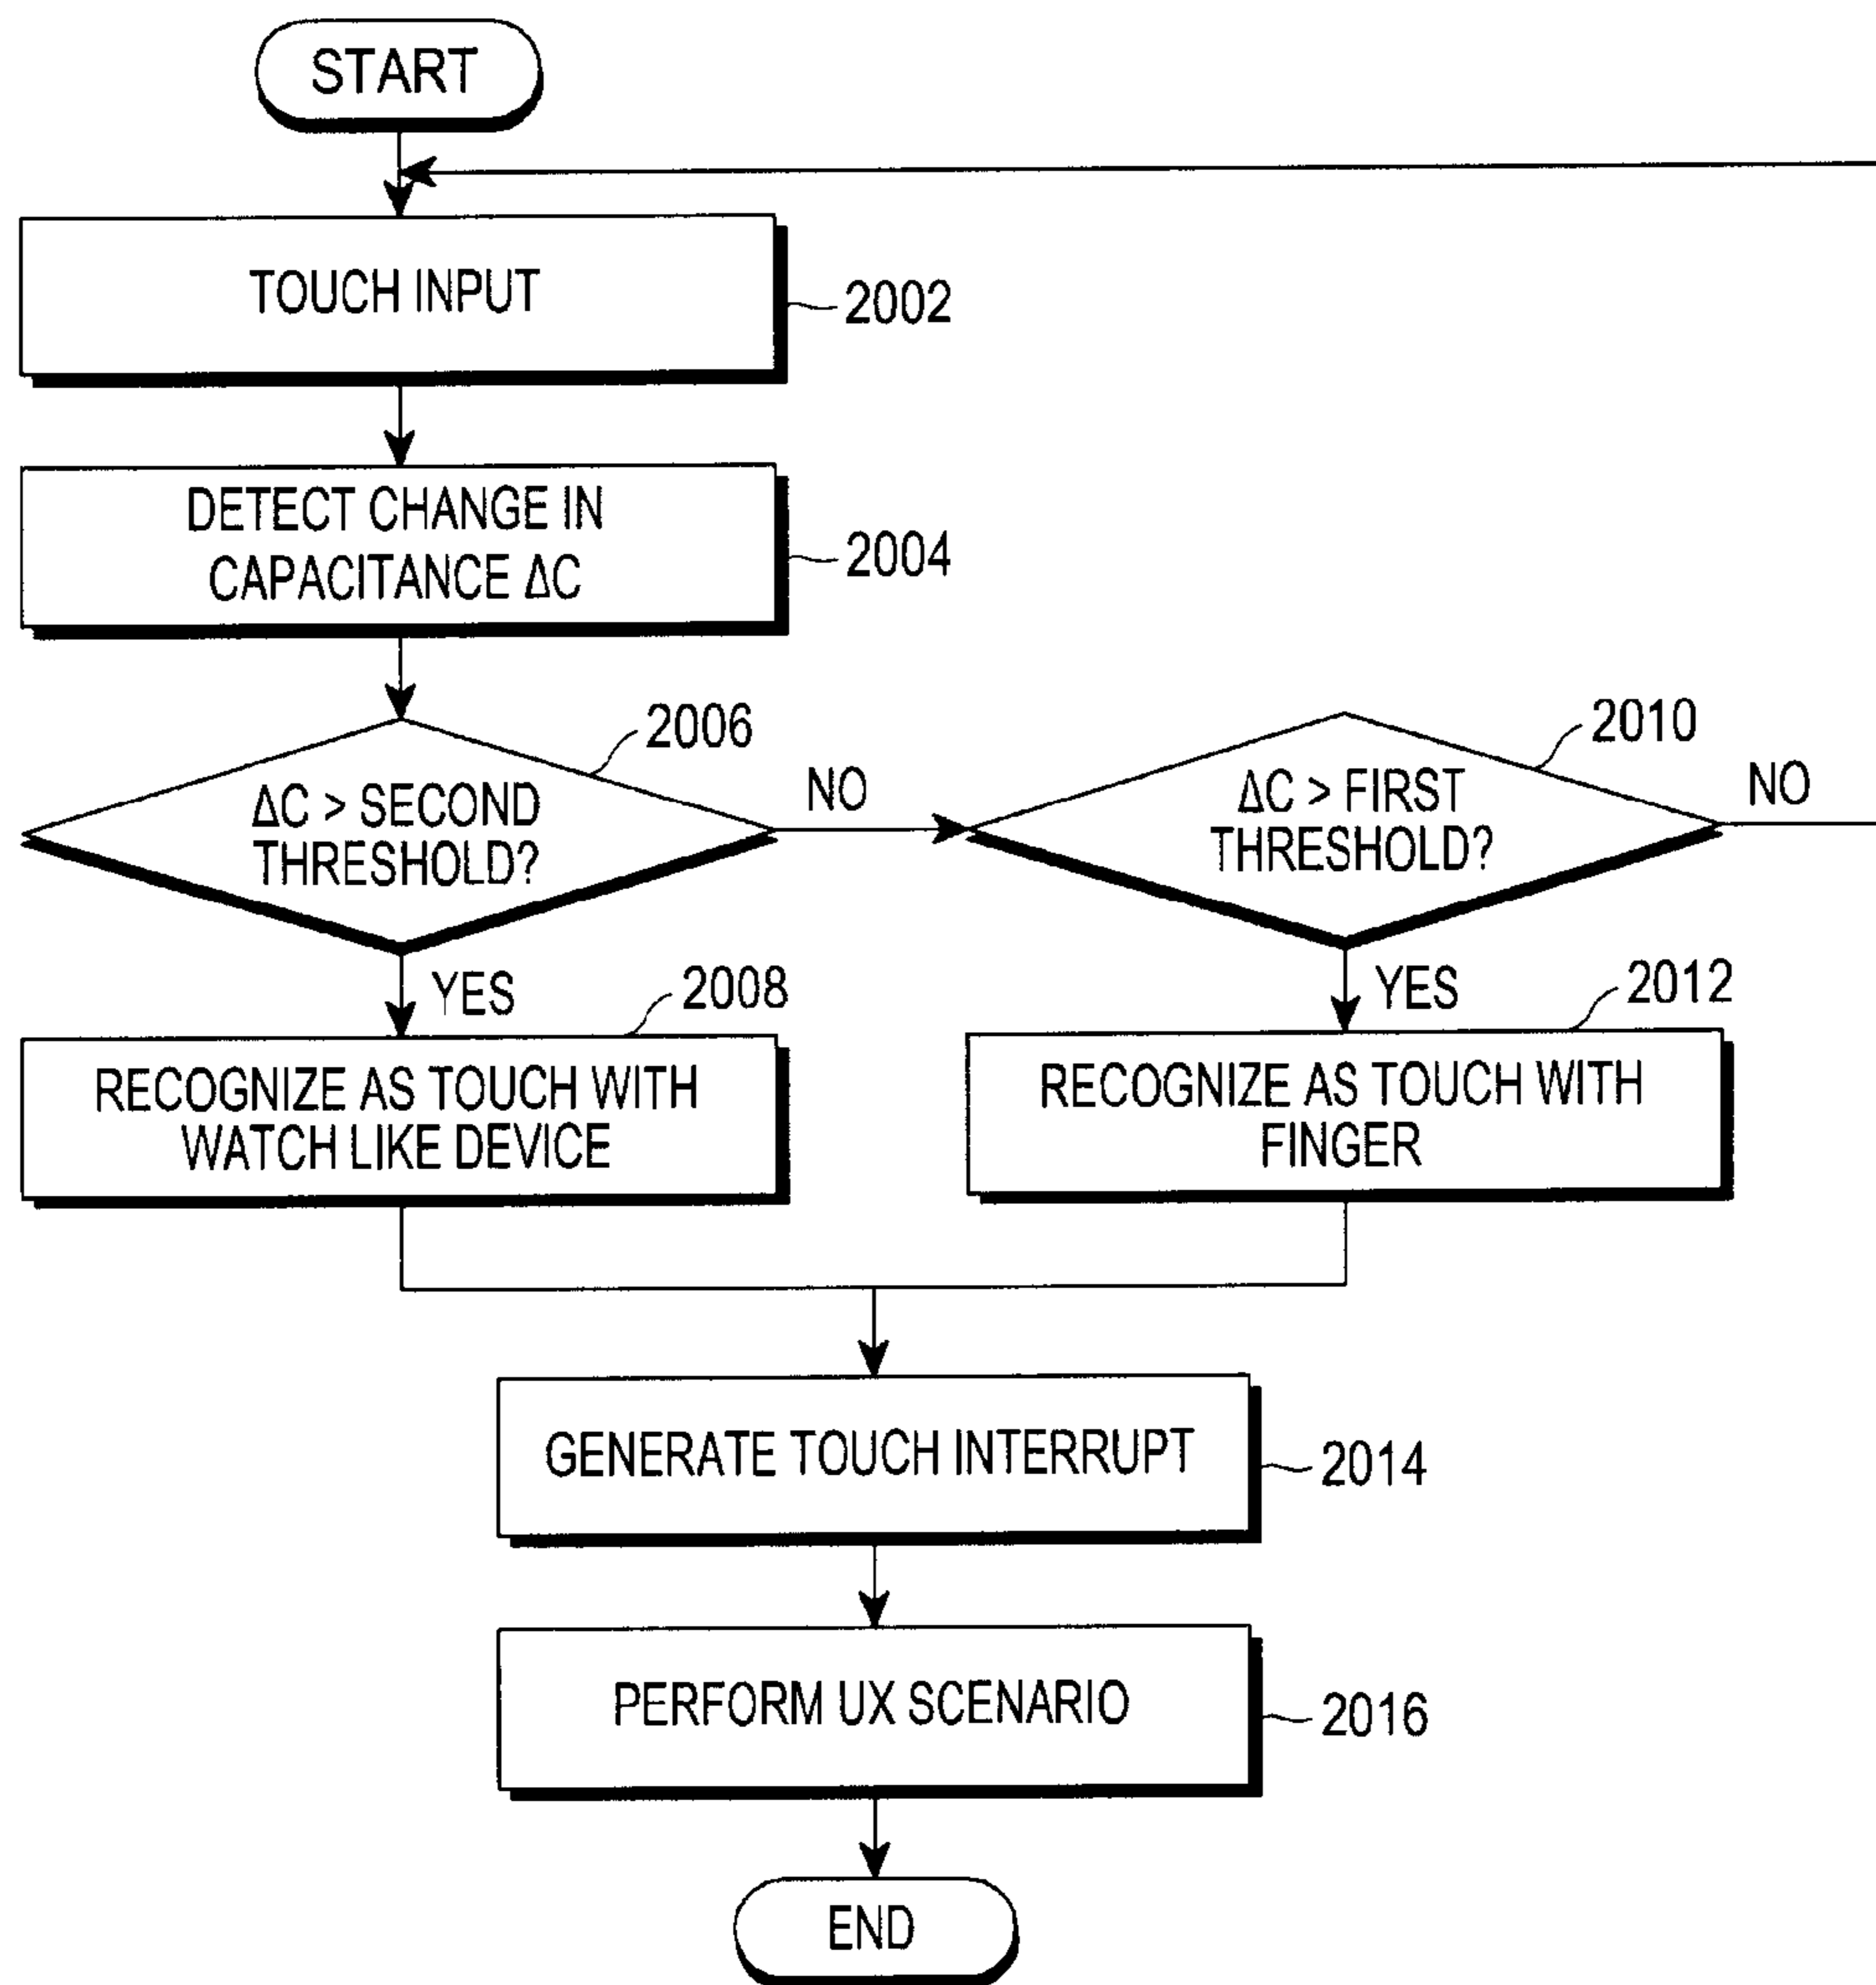 START
TOUCH INPUT
2002
DETECT CHANGE IN
CAPACITANCE ΔC
2004
2006
ΔC > SECOND
THRESHOLD?
NO
2010
ΔC > FIRST
THRESHOLD?
NO
YES
2008
RECOGNIZE AS TOUCH WITH
WATCH LIKE DEVICE
YES
2012
RECOGNIZE AS TOUCH WITH
FINGER
GENERATE TOUCH INTERRUPT
2014
PERFORM UX SCENARIO
2016
END